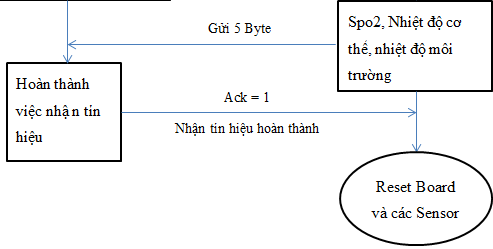 Gửi 5 Byte
Spo2, Nhiệt độ cơ
thể, nhiệt độ môi
trường
Hoàn thành
việc nhận tín
hiệu
Ack = 1
Nhận tín hiệu hoàn thành
Reset Board
và các Sensor